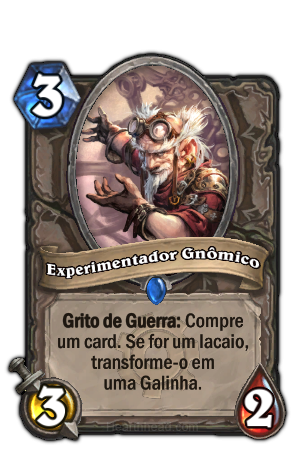 3
Experimentador Gnômico
Grito de Guerra: Compre
um card. Se for um lacaio,
transforme-o em
uma Galinha.
3
2